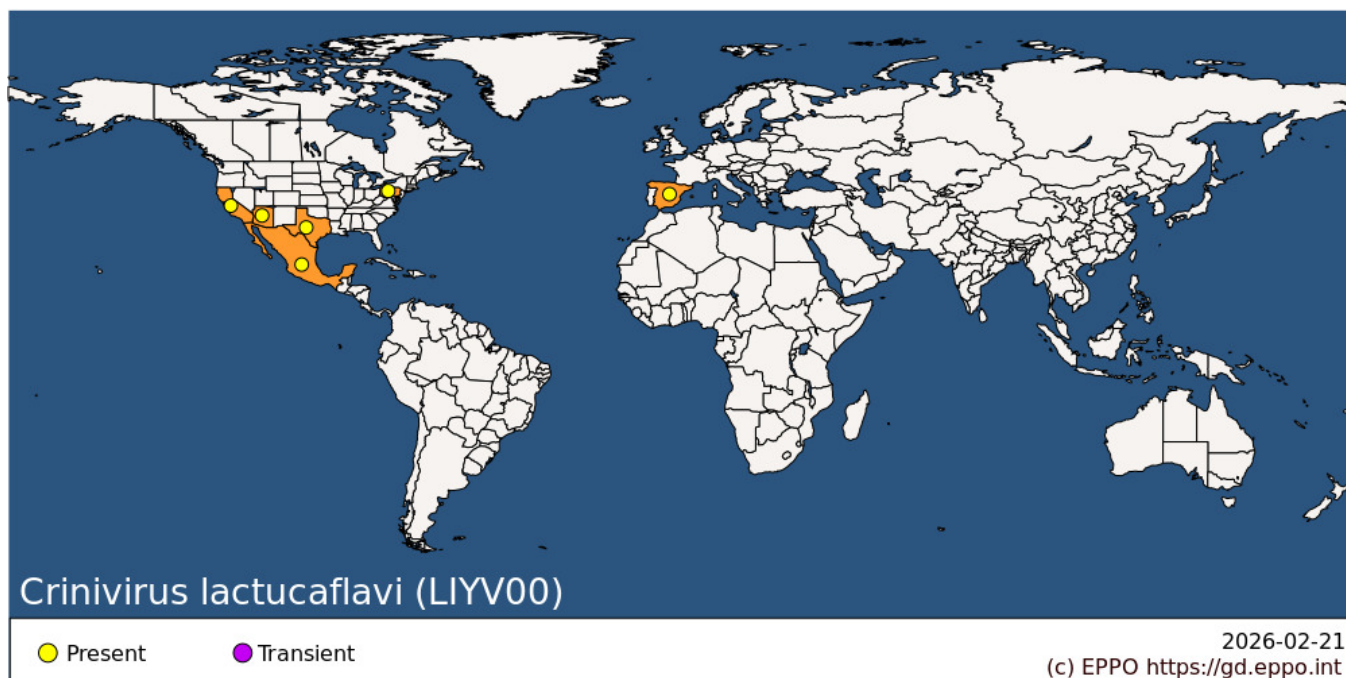 Crinivirus lactucaflavi (LIYV00)
Present
Transient
2026-02-21
(c) EPPO https://gd.eppo.int